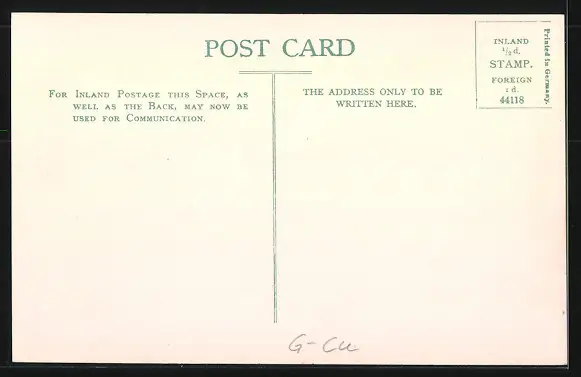 POST CARD
FOR INLAND POSTAGE THIS SPACE, AS
WELL AS THE BACK, MAY NOW BE
USED FOR COMMUNICATION.
THE ADDRESS ONLY TO BE
WRITTEN HERE.
INLAND
½ d.
STAMP.
FOREIGN
1 d.
44118
Printed in Germany.